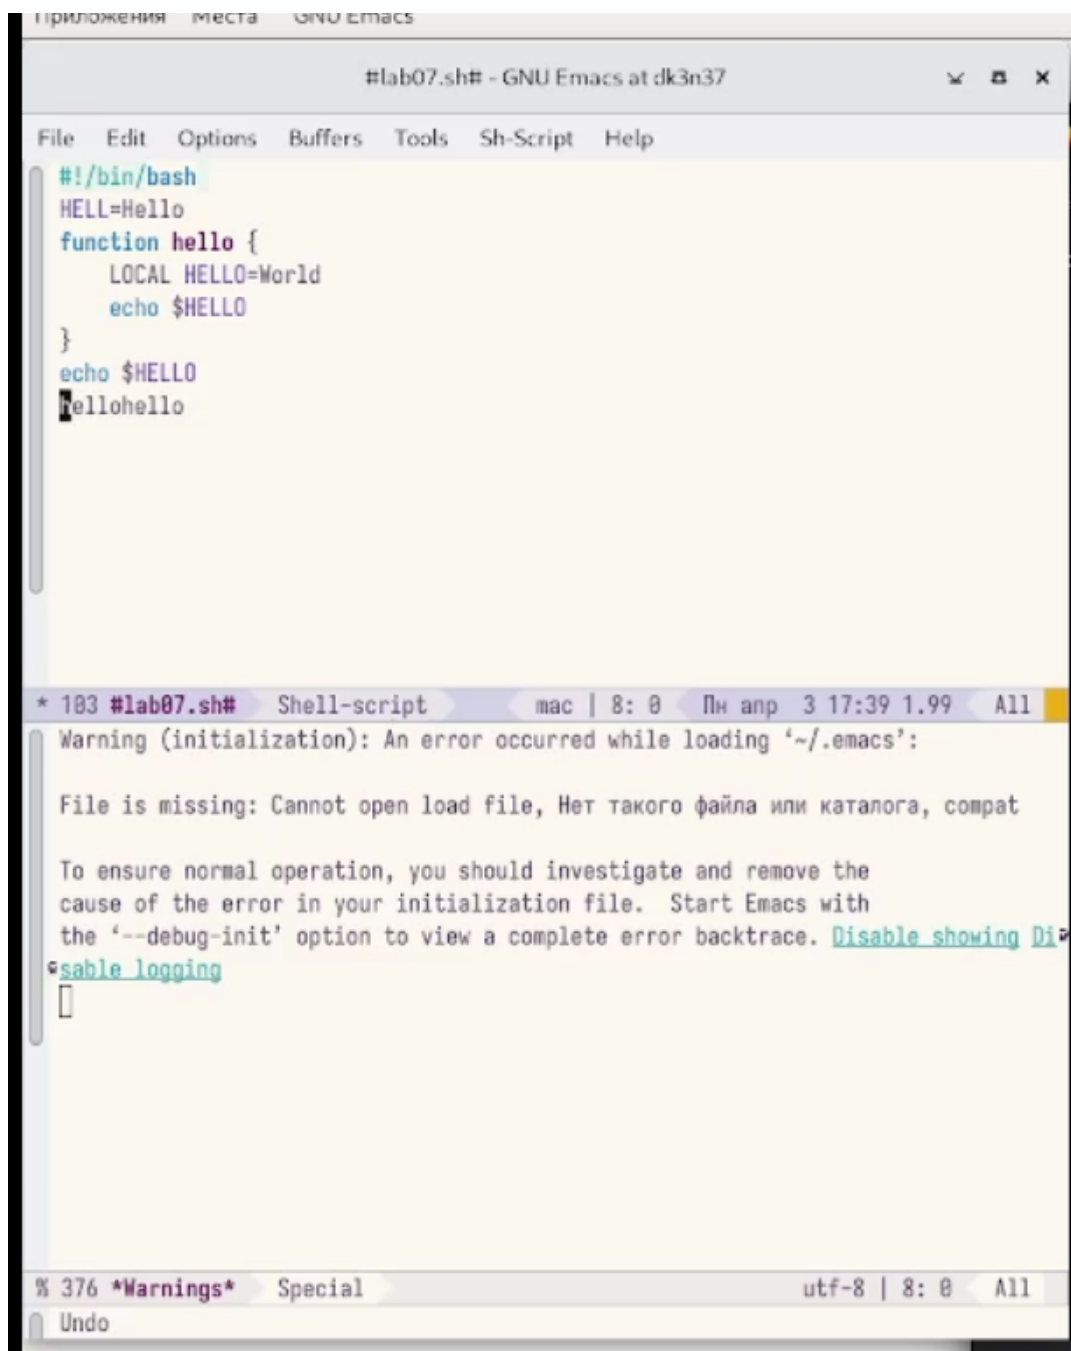 Приложения Места GNU Emacs
#lab07.sh# - GNU Emacs at dk3n37
File Edit Options Buffers Tools Sh-Script Help
#!/bin/bash
HELL=Hello
function hello {
    LOCAL HELLO=World
    echo $HELLO
}
echo $HELLO
hellohello
* 103 #lab07.sh# Shell-script mac | 8: 0 Пн апр 3 17:39 1.99 All
Warning (initialization): An error occurred while loading ‘~/.emacs’:
File is missing: Cannot open load file, Нет такого файла или каталога, compat
To ensure normal operation, you should investigate and remove the
cause of the error in your initialization file.  Start Emacs with
the ‘--debug-init’ option to view a complete error backtrace. Disable showing Di
sable logging
% 376 *Warnings* Special utf-8 | 8: 0 All
Undo